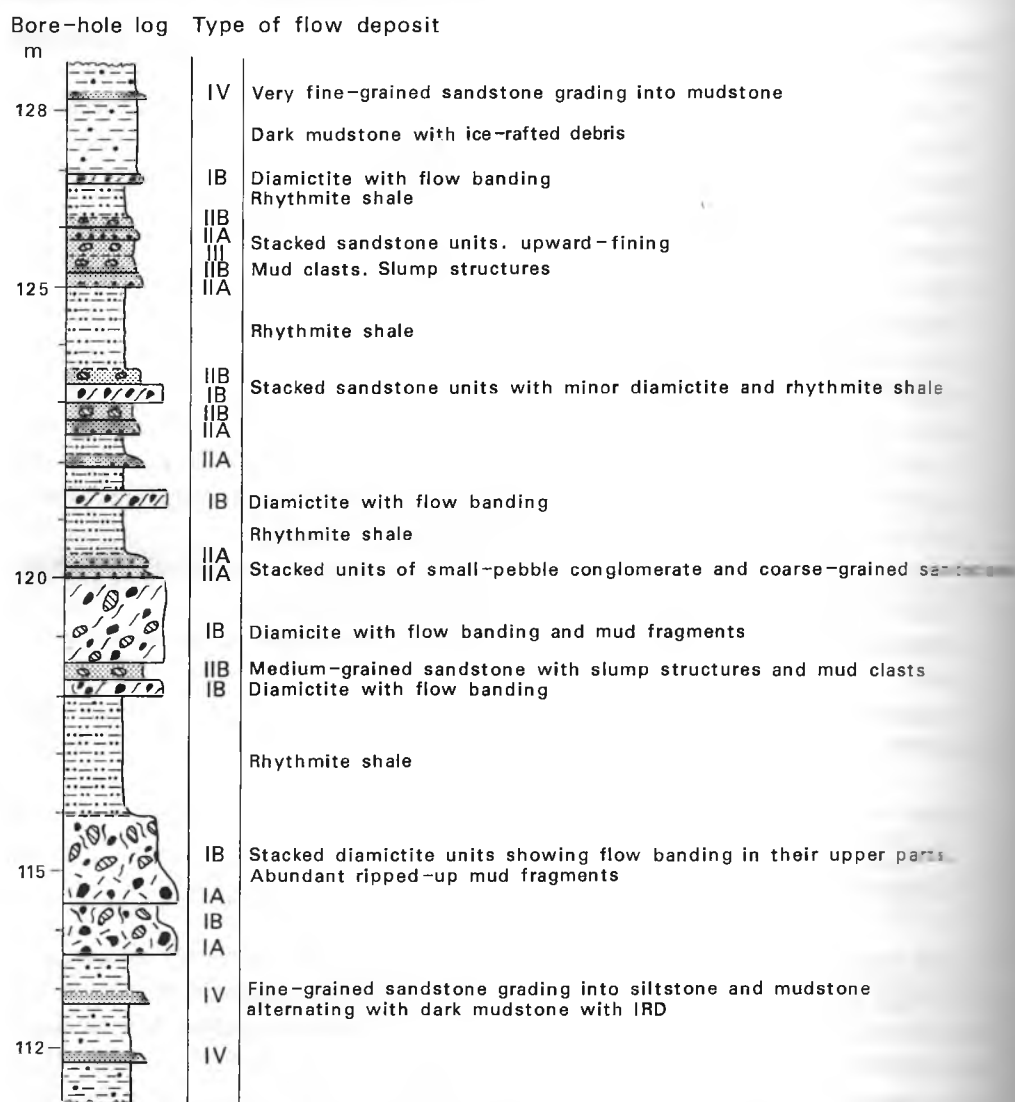 Bore-hole log Type of flow deposit
m
IV Very fine-grained sandstone grading into mudstone
128
Dark mudstone with ice-rafted debris
IB Diamictite with flow banding
Rhythmite shale
IIB
IIA Stacked sandstone units. upward-fining
III
IIB Mud clasts. Slump structures
125 IIA
Rhythmite shale
IIB
IB Stacked sandstone units with minor diamictite and rhythmite shale
IIB
IIA
IIA
IB Diamictite with flow banding
Rhythmite shale
IIA
120 IIA Stacked units of small-pebble conglomerate and coarse-grained
IB Diamicite with flow banding and mud fragments
IIB Medium-grained sandstone with slump structures and mud clasts
IB Diamictite with flow banding
Rhythmite shale
IB Stacked diamictite units showing flow banding in their upper parts
115 Abundant ripped-up mud fragments
IA
IB
IA
IV Fine-grained sandstone grading into siltstone and mudstone
alternating with dark mudstone with IRD
112 IV